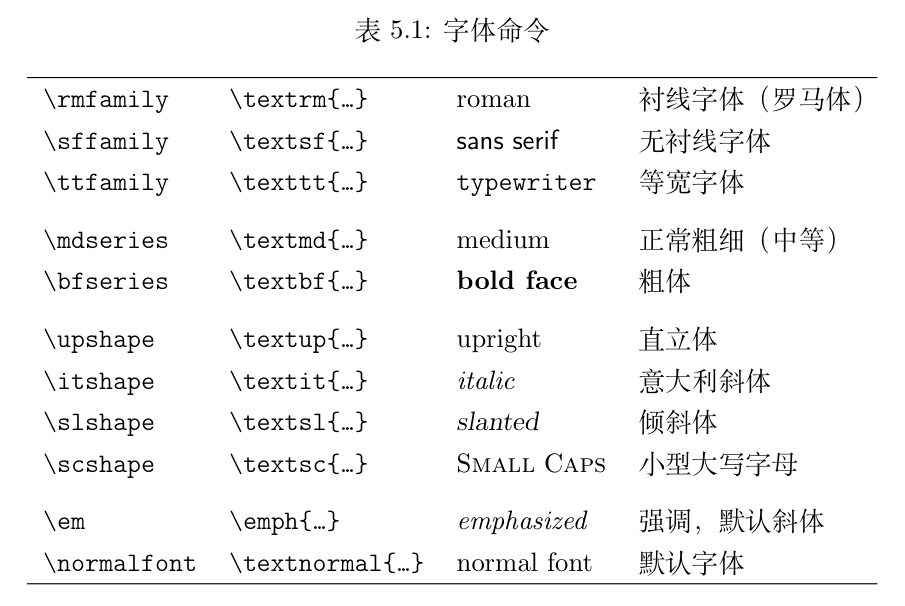 表 5.1: 字体命令
\rmfamily \textrm{…} roman 衬线字体（罗马体）
\sffamily \textsf{…} sans serif 无衬线字体
\ttfamily \texttt{…} typewriter 等宽字体
\mdseries \textmd{…} medium 正常粗细（中等）
\bfseries \textbf{…} bold face 粗体
\upshape \textup{…} upright 直立体
\itshape \textit{…} italic 意大利斜体
\slshape \textsl{…} slanted 倾斜体
\scshape \textsc{…} Small Caps 小型大写字母
\em \emph{…} emphasized 强调，默认斜体
\normalfont \textnormal{…} normal font 默认字体